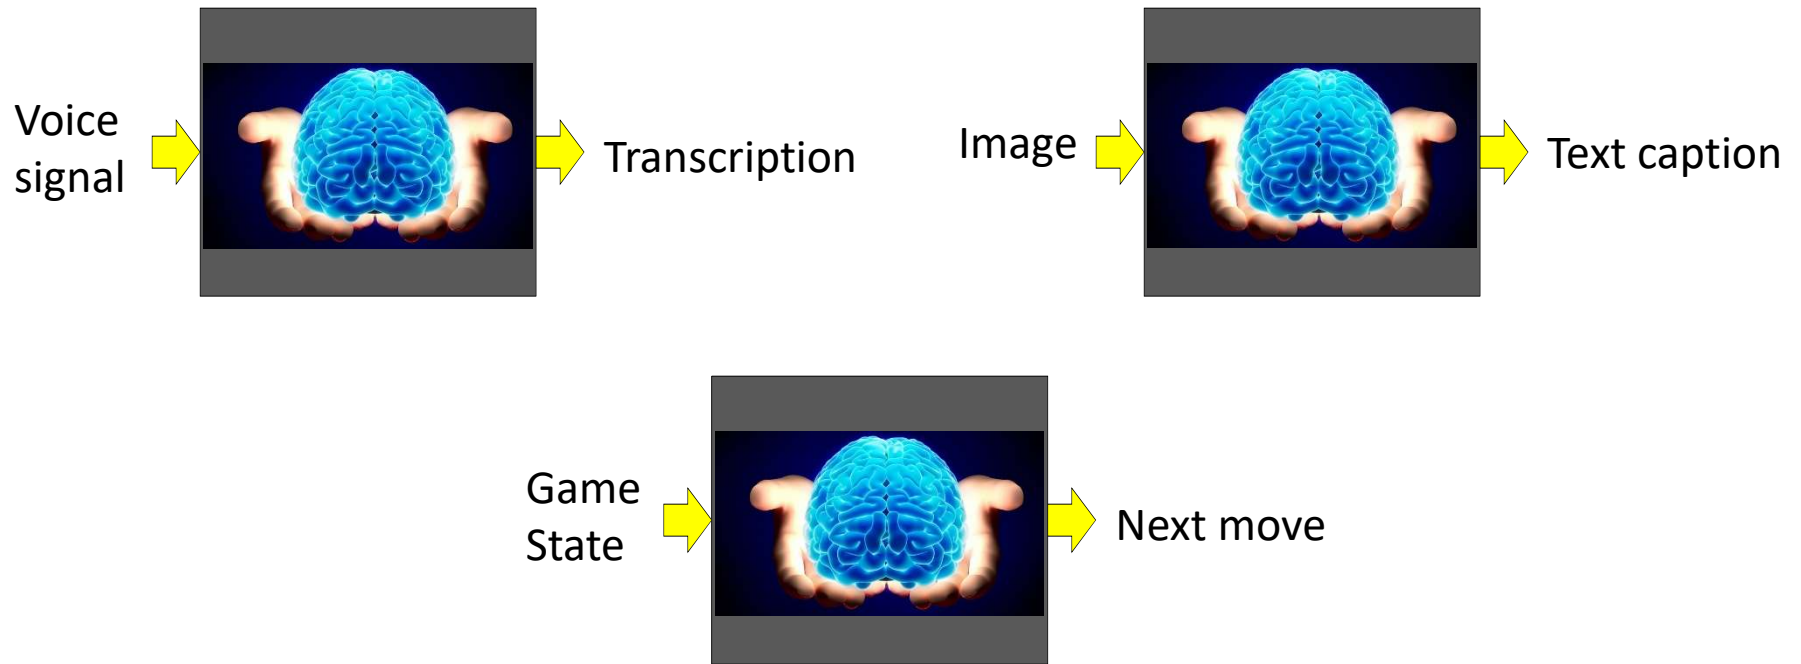 Voice
signal
Transcription
Image
Text caption
Game
State
Next move